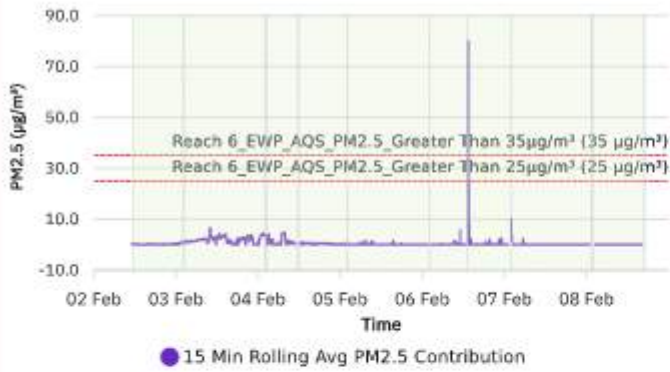 90.0
70.0
50.0
30.0
10.0
-10.0
PM2.5 (µg/m³)
Reach 6_EWP_AQS_PM2.5_Greater Than 35µg/m³ (35 µg/m³)
Reach 6_EWP_AQS_PM2.5_Greater Than 25µg/m³ (25 µg/m³)
02 Feb 03 Feb 04 Feb 05 Feb 06 Feb 07 Feb 08 Feb
Time
15 Min Rolling Avg PM2.5 Contribution